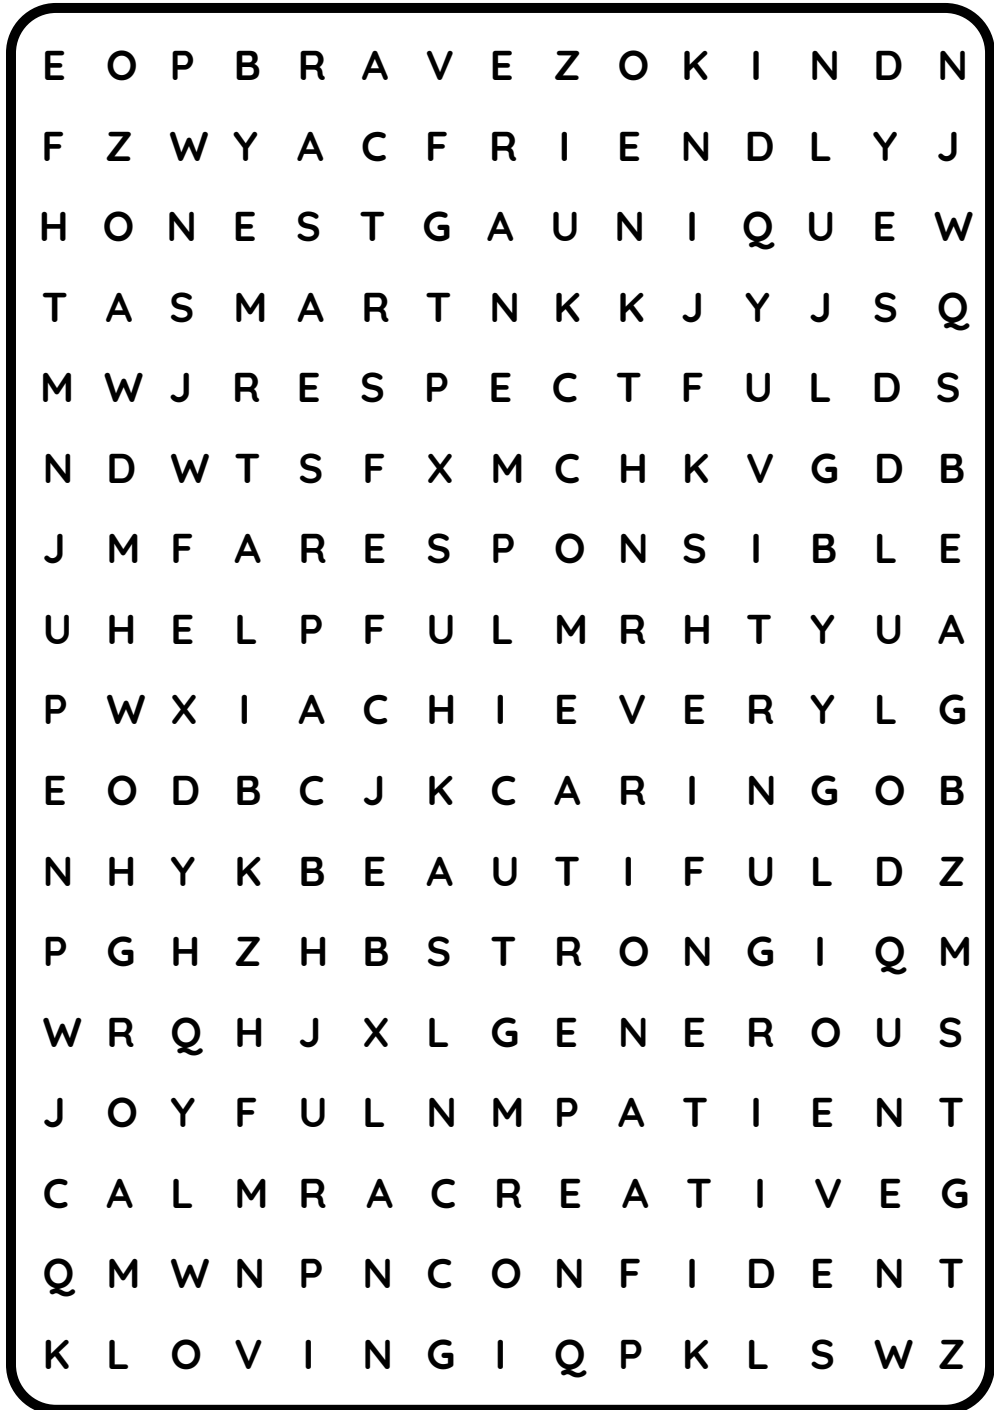 E O P B R A V E Z O K I N D N
F Z W Y A C F R I E N D L Y J
H O N E S T G A U N I Q U E W
T A S M A R T N K K J Y J S Q
M W J R E S P E C T F U L D S
N D W T S F X M C H K V G D B
J M F A R E S P O N S I B L E
U H E L P F U L M R H T Y U A
P W X I A C H I E V E R Y L G
E O D B C J K C A R I N G O B
N H Y K B E A U T I F U L D Z
P G H Z H B S T R O N G I Q M
W R Q H J X L G E N E R O U S
J O Y F U L N M P A T I E N T
C A L M R A C R E A T I V E G
Q M W N P N C O N F I D E N T
K L O V I N G I Q P K L S W Z